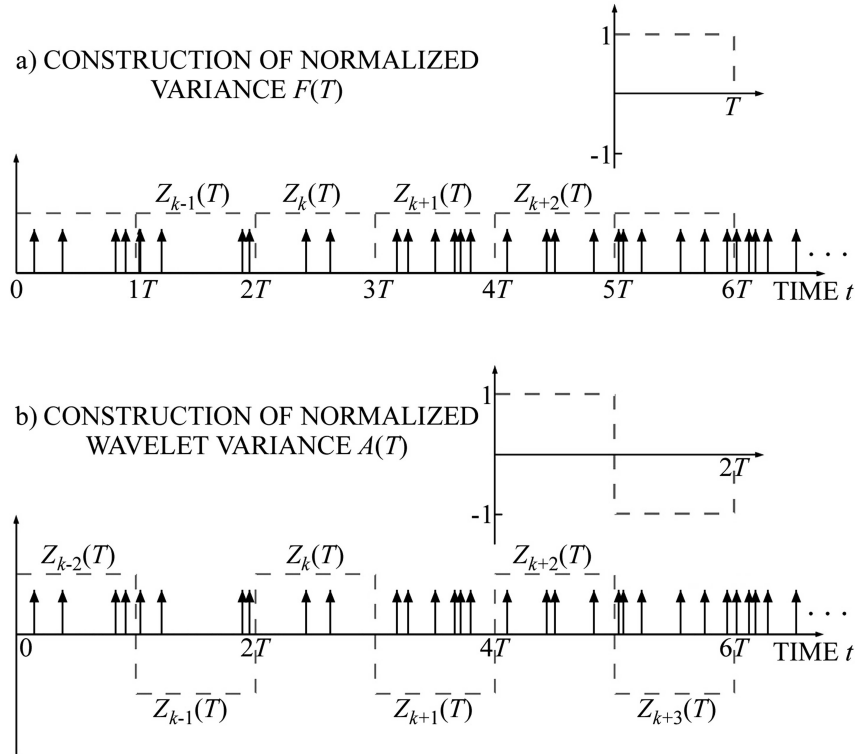 1
a) CONSTRUCTION OF NORMALIZED
VARIANCE F(T)
T
-1
Z_{k-1}(T) Z_k(T) Z_{k+1}(T) Z_{k+2}(T)
. . .
0 1T 2T 3T 4T 5T 6T TIME t
1
b) CONSTRUCTION OF NORMALIZED
WAVELET VARIANCE A(T)
2T
-1
Z_{k-2}(T) Z_k(T) Z_{k+2}(T)
. . .
0 2T 4T 6T TIME t
Z_{k-1}(T) Z_{k+1}(T) Z_{k+3}(T)